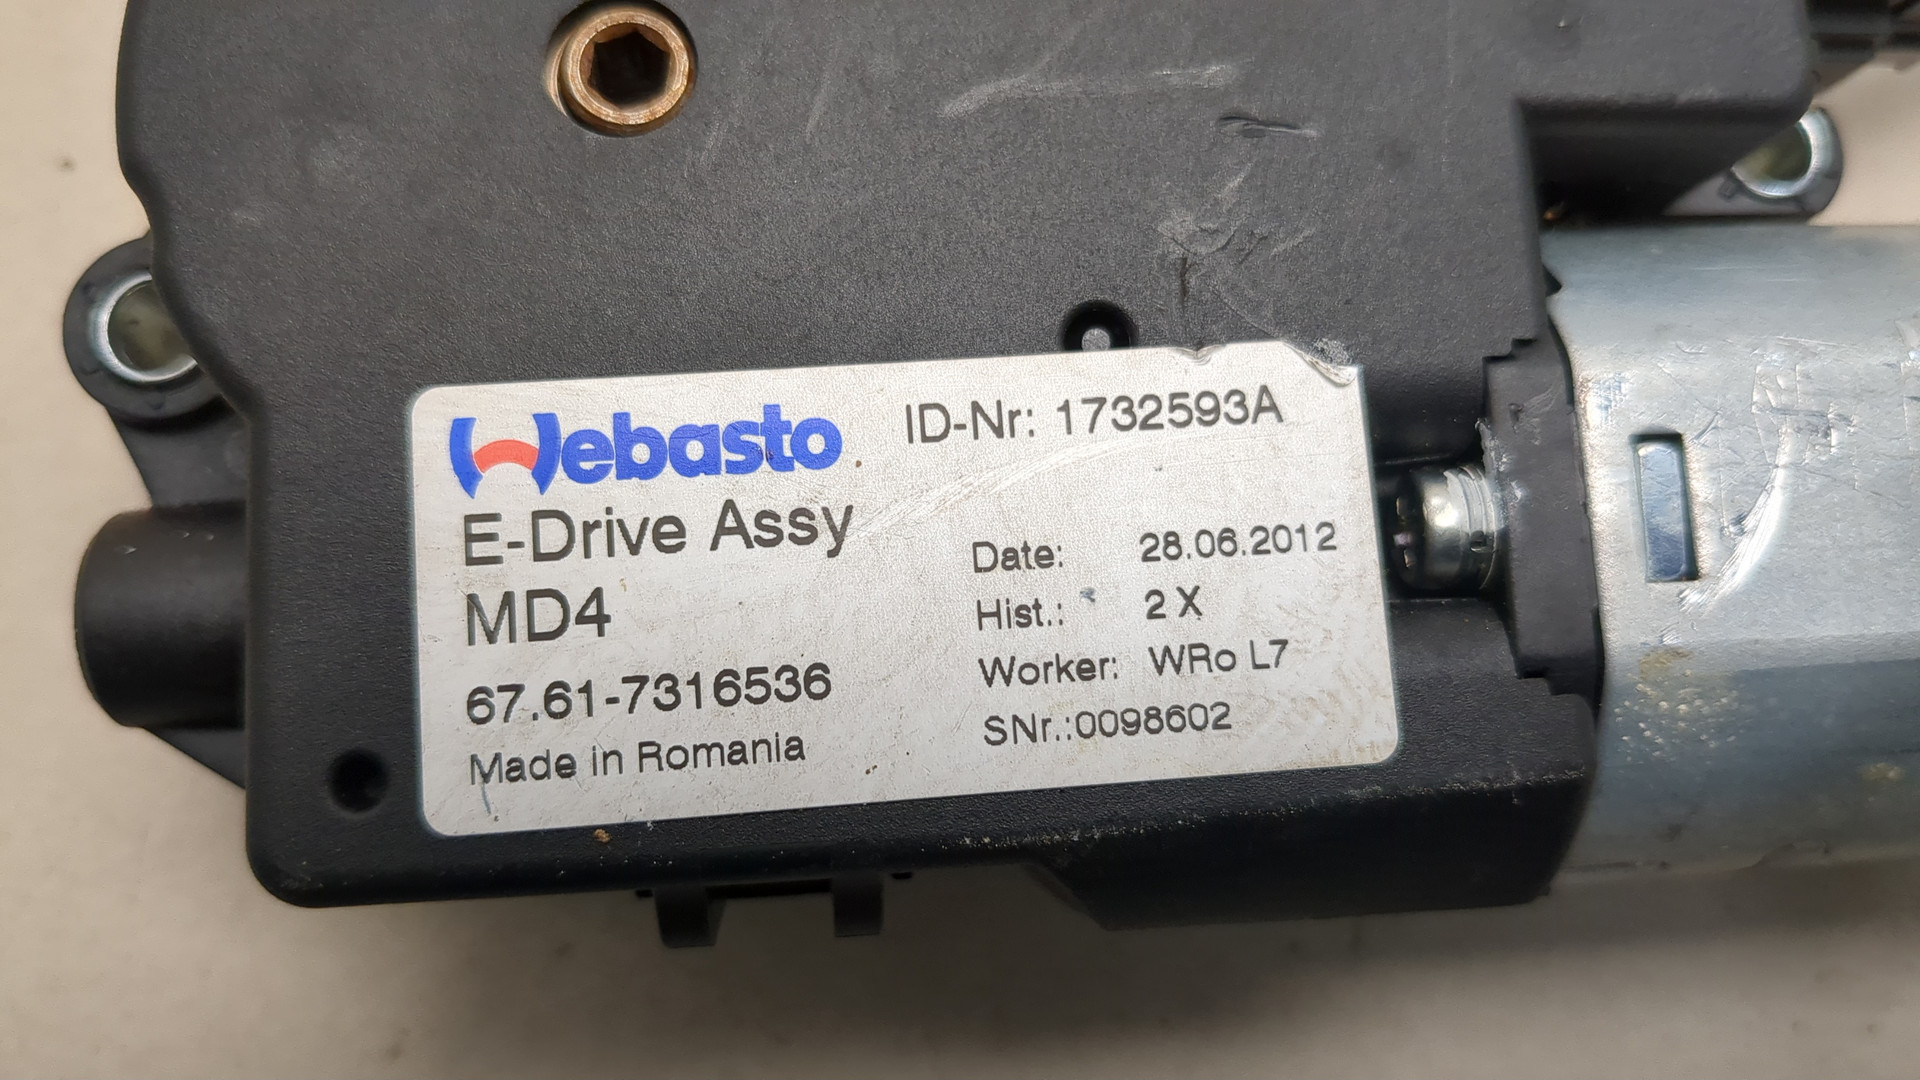 Webasto
ID-Nr: 1732593A
E-Drive Assy
MD4
67.61-7316536
Made in Romania
Date: 28.06.2012
Hist.: 2 X
Worker: WRo L7
SNr.:0098602